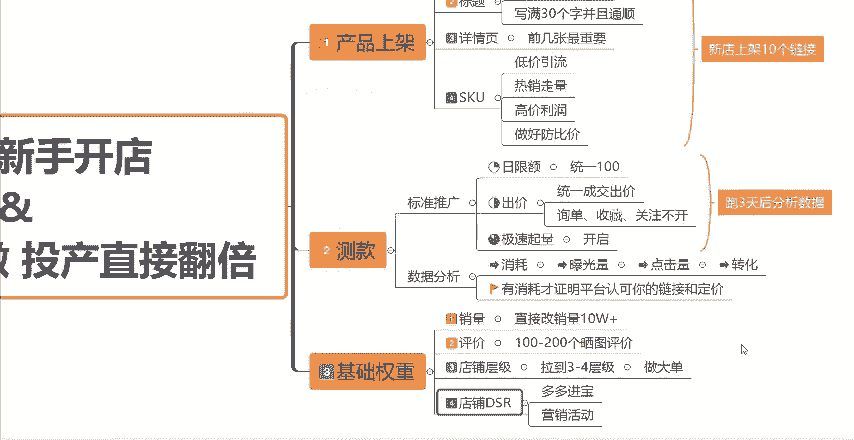 新手开店
&
投产直接翻倍
1 产品上架
2 标题
写满30个字并且通顺
3 详情页
前几张最重要
4 SKU
低价引流
热销走量
高价利润
做好防比价
新店上架10个链接
2 测款
标准推广
日限额
统一100
出价
统一成交出价
询单、收藏、关注不开
极速起量
开启
跑3天后分析数据
数据分析
消耗
曝光量
点击量
转化
有消耗才证明平台认可你的链接和定价
3 基础权重
1 销量
直接改销量10W+
2 评价
100-200个晒图评价
3 店铺层级
拉到3-4层级
做大单
4 店铺DSR
多多进宝
营销活动